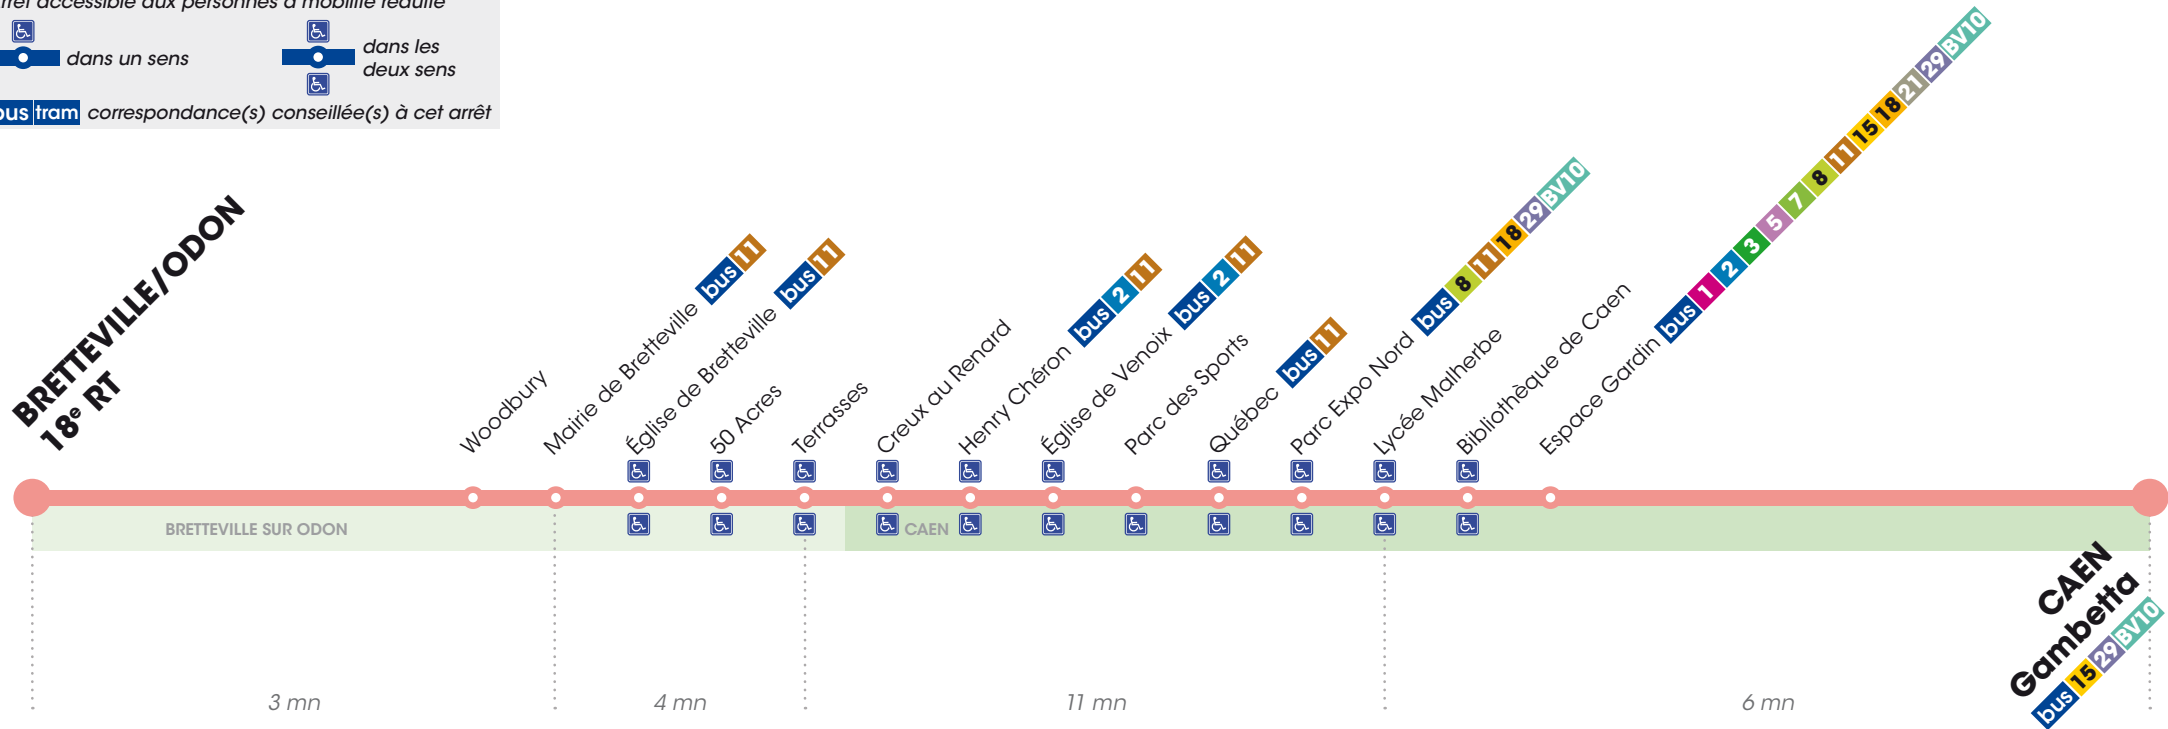 dans un sens
dans les
deux sens
bus tram correspondance(s) conseillée(s) à cet arrêt
BRETTEVILLE/ODON
18e RT
Woodbury
Mairie de Bretteville bus 11
Église de Bretteville bus 11
50 Acres
Terrasses
Creux au Renard
Henry Chéron bus 2 11
Église de Venoix bus 2 11
Parc des Sports
Québec bus 11
Parc Expo Nord bus 8 11 18 29 BV10
Lycée Malherbe
Bibliothèque de Caen
Espace Gardin bus 1 2 3 5 7 8 11 15 18 21 29 BV10
BRETTEVILLE SUR ODON
CAEN
CAEN
Gambetta
bus 15 29 BV10
3 mn
4 mn
11 mn
6 mn